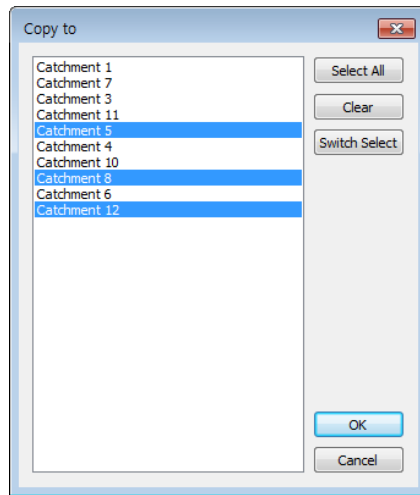 Copy to
Catchment 1
Catchment 7
Catchment 3
Catchment 11
Catchment 5
Catchment 4
Catchment 10
Catchment 8
Catchment 6
Catchment 12
Select All
Clear
Switch Select
OK
Cancel